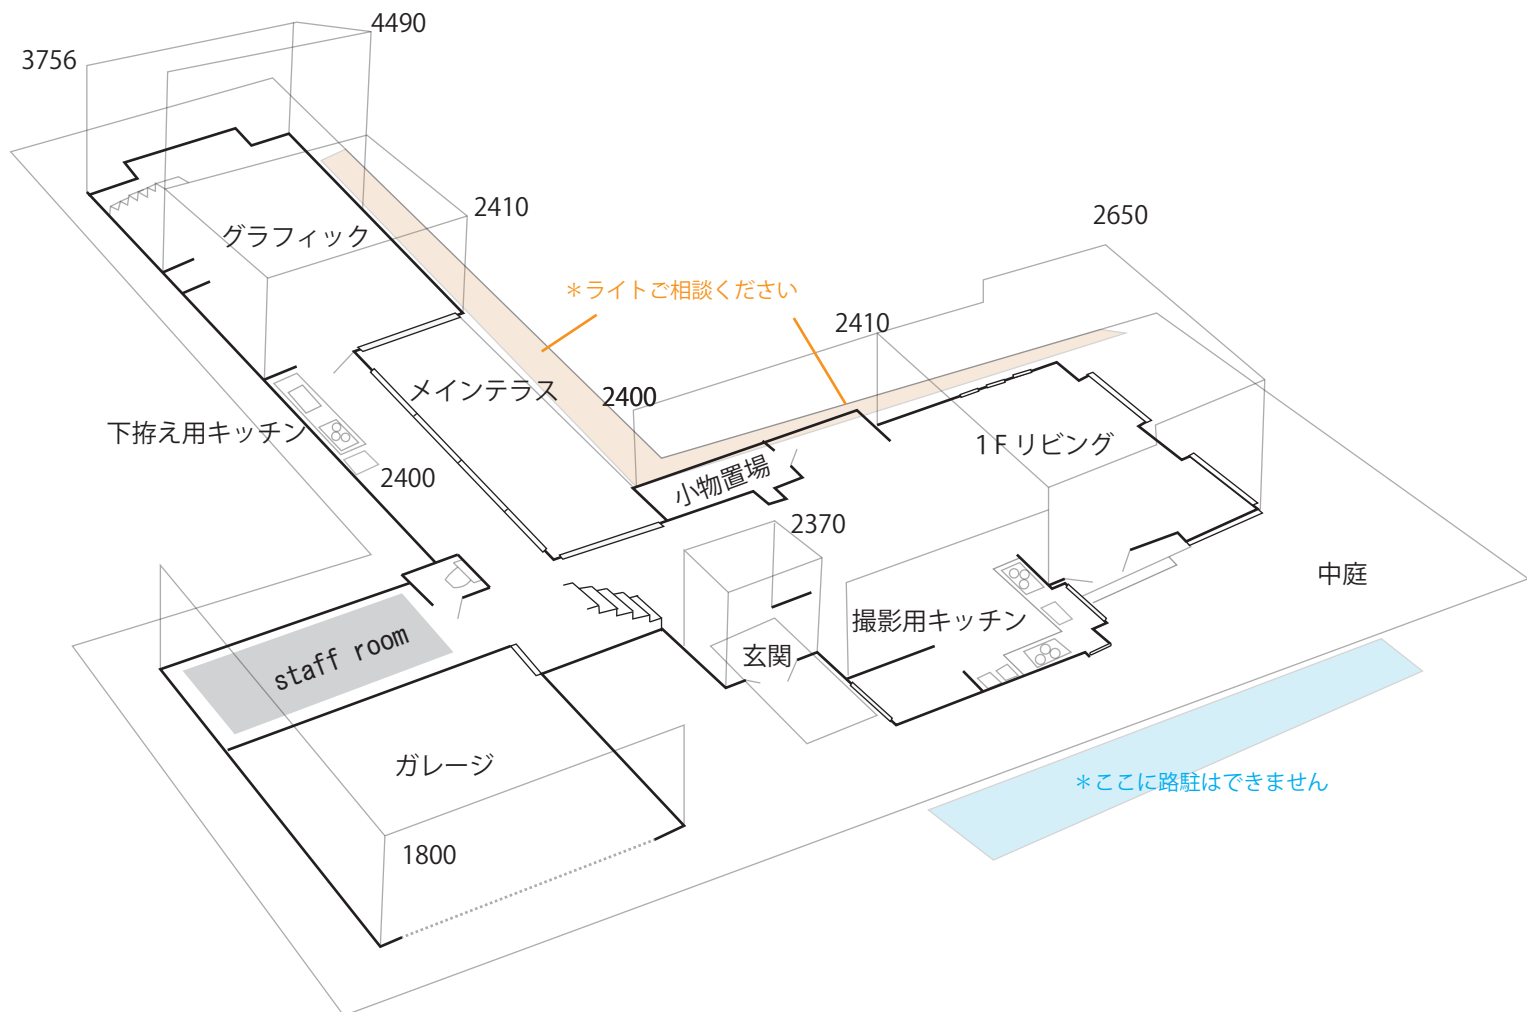 4490
3756
2410
2650
グラフィック
＊ライトご相談ください
2410
メインテラス
2400
下拵え用キッチン
1Fリビング
2400
小物置場
2370
中庭
撮影用キッチン
staff room
玄関
ガレージ
＊ここに路駐はできません
1800